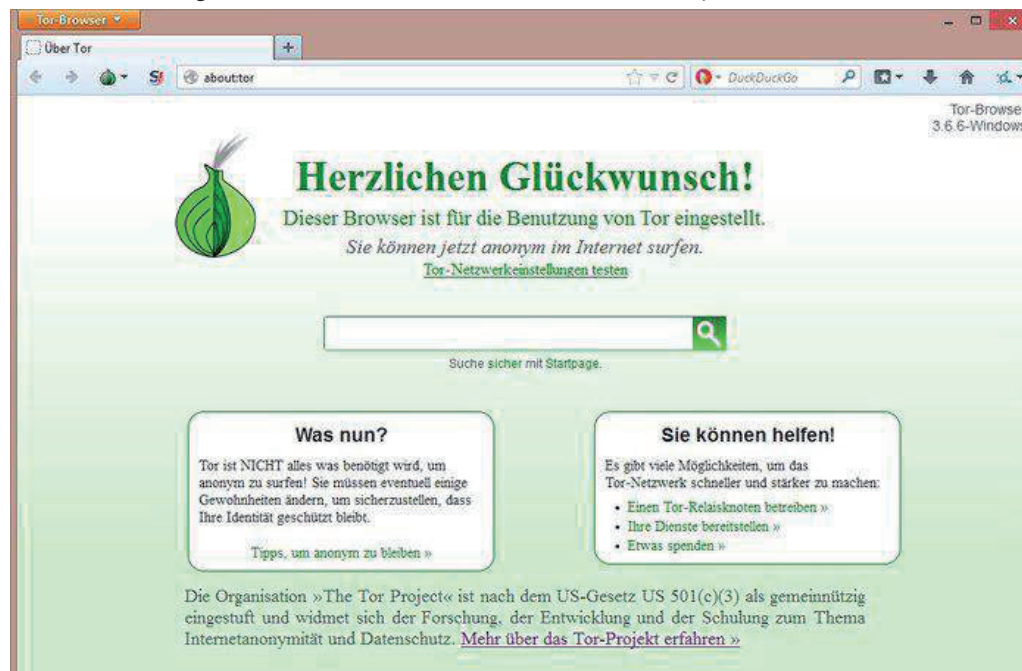 Tor-Browser
Über Tor
about:tor
DuckDuckGo
Tor-Browse
3.6.6-Windows
Herzlichen Glückwunsch!
Dieser Browser ist für die Benutzung von Tor eingestellt.
Sie können jetzt anonym im Internet surfen.
Tor-Netzwerkeinstellungen testen
Suche sicher mit Startpage.
Was nun?
Tor ist NICHT alles was benötigt wird, um
anonym zu surfen! Sie müssen eventuell einige
Gewohnheiten ändern, um sicherzustellen, dass
Ihre Identität geschützt bleibt.
Tipps, um anonym zu bleiben »
Sie können helfen!
Es gibt viele Möglichkeiten, um das
Tor-Netzwerk schneller und stärker zu machen:
• Einen Tor-Relaisknoten betreiben »
• Ihre Dienste bereitstellen »
• Etwas spenden »
Die Organisation »The Tor Project« ist nach dem US-Gesetz US 501(c)(3) als gemeinnützig
eingestuft und widmet sich der Forschung, der Entwicklung und der Schulung zum Thema
Internetanonymität und Datenschutz. Mehr über das Tor-Projekt erfahren »